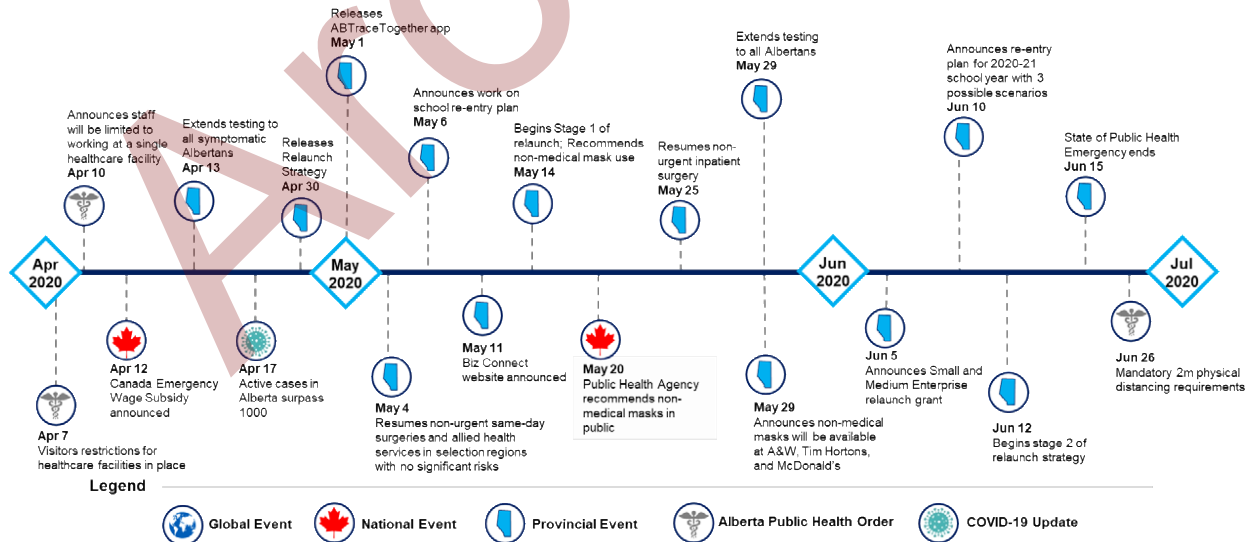 Releases
ABTraceTogether app
May 1
Extends testing
to all Albertans
May 29
Announces re-entry
plan for 2020-21
school year with 3
possible scenarios
Jun 10
Announces work on
school re-entry plan
May 6
Announces staff
will be limited to
working at a single
healthcare facility
Apr 10
Extends testing to
all symptomatic
Albertans
Apr 13
Releases
Relaunch
Strategy
Apr 30
Begins Stage 1 of
relaunch; Recommends
non-medical mask use
May 14
Resumes non-
urgent inpatient
surgery
May 25
State of Public Health
Emergency ends
Jun 15
Apr
2020
May
2020
Jun
2020
Jul
2020
Apr 7
Visitors restrictions for
healthcare facilities in place
Apr 12
Canada Emergency
Wage Subsidy
announced
Apr 17
Active cases in
Alberta surpass
1000
May 4
Resumes non-urgent same-day
surgeries and allied health
services in selection regions
with no significant risks
May 11
Biz Connect
website announced
May 20
Public Health Agency
recommends non-
medical masks in
public
May 29
Announces non-medical
masks will be available
at A&W, Tim Hortons,
and McDonald's
Jun 5
Announces Small and
Medium Enterprise
relaunch grant
Jun 12
Begins stage 2 of
relaunch strategy
Jun 26
Mandatory 2m physical
distancing requirements
Legend
Global Event
National Event
Provincial Event
Alberta Public Health Order
COVID-19 Update